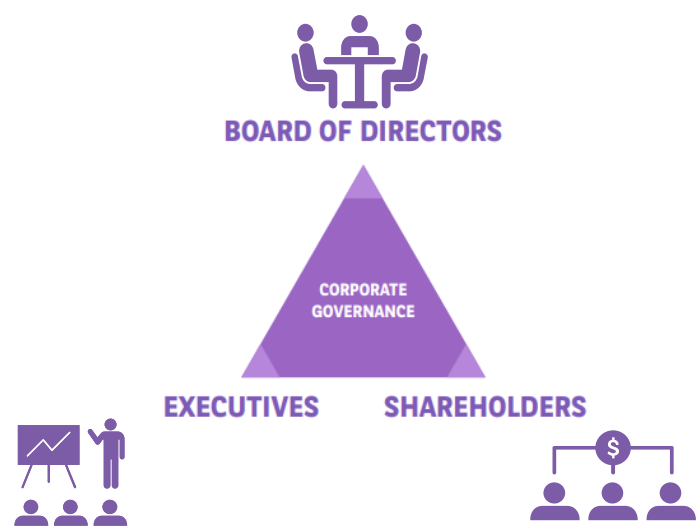 BOARD OF DIRECTORS
CORPORATE
GOVERNANCE
EXECUTIVES
SHAREHOLDERS
$